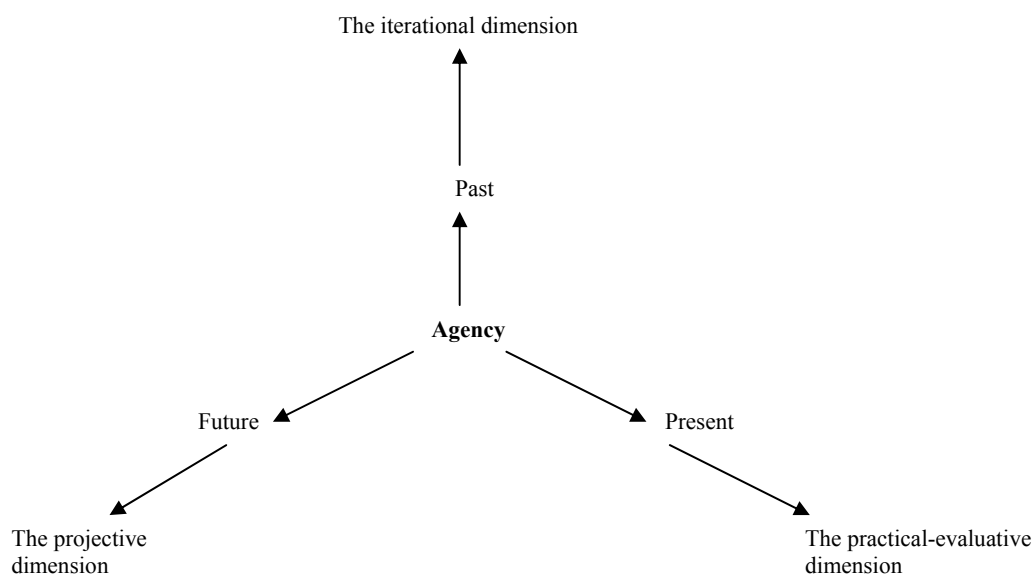 The iterational dimension
Past
Agency
Future
Present
The projective
dimension
The practical-evaluative
dimension